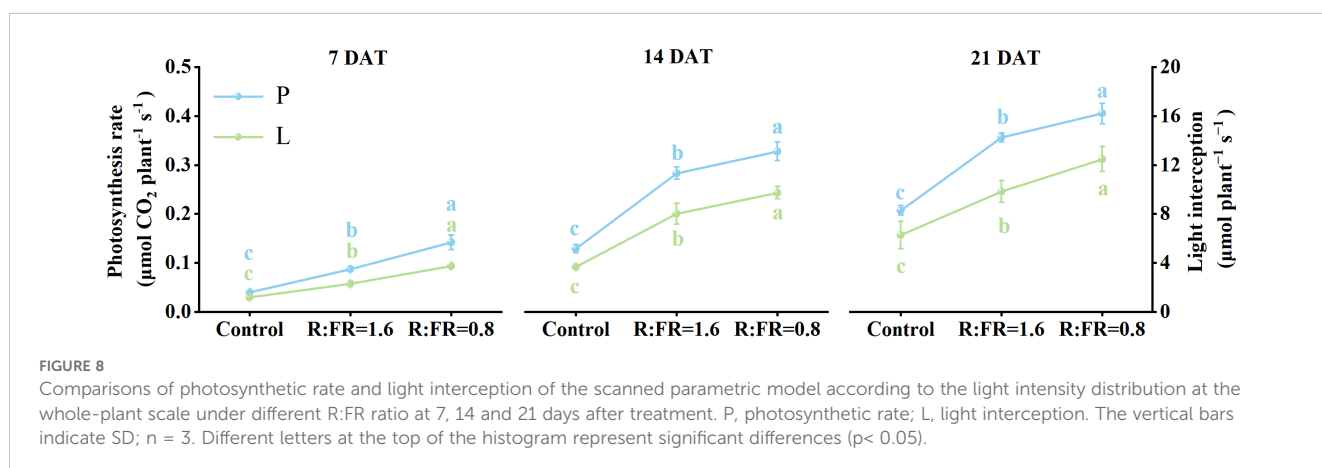 7 DAT
14 DAT
21 DAT
Photosynthesis rate
(μmol CO₂ plant⁻¹ s⁻¹)
0.5
0.4
0.3
0.2
0.1
0.0
P
L
c
c
b
b
a
a
c
c
b
b
a
a
c
c
b
b
a
a
20
16
12
8
4
0
Light interception
(μmol plant⁻¹ s⁻¹)
Control R:FR=1.6 R:FR=0.8
Control R:FR=1.6 R:FR=0.8
Control R:FR=1.6 R:FR=0.8
FIGURE 8
Comparisons of photosynthetic rate and light interception of the scanned parametric model according to the light intensity distribution at the
whole-plant scale under different R:FR ratio at 7, 14 and 21 days after treatment. P, photosynthetic rate; L, light interception. The vertical bars
indicate SD; n = 3. Different letters at the top of the histogram represent significant differences (p< 0.05).